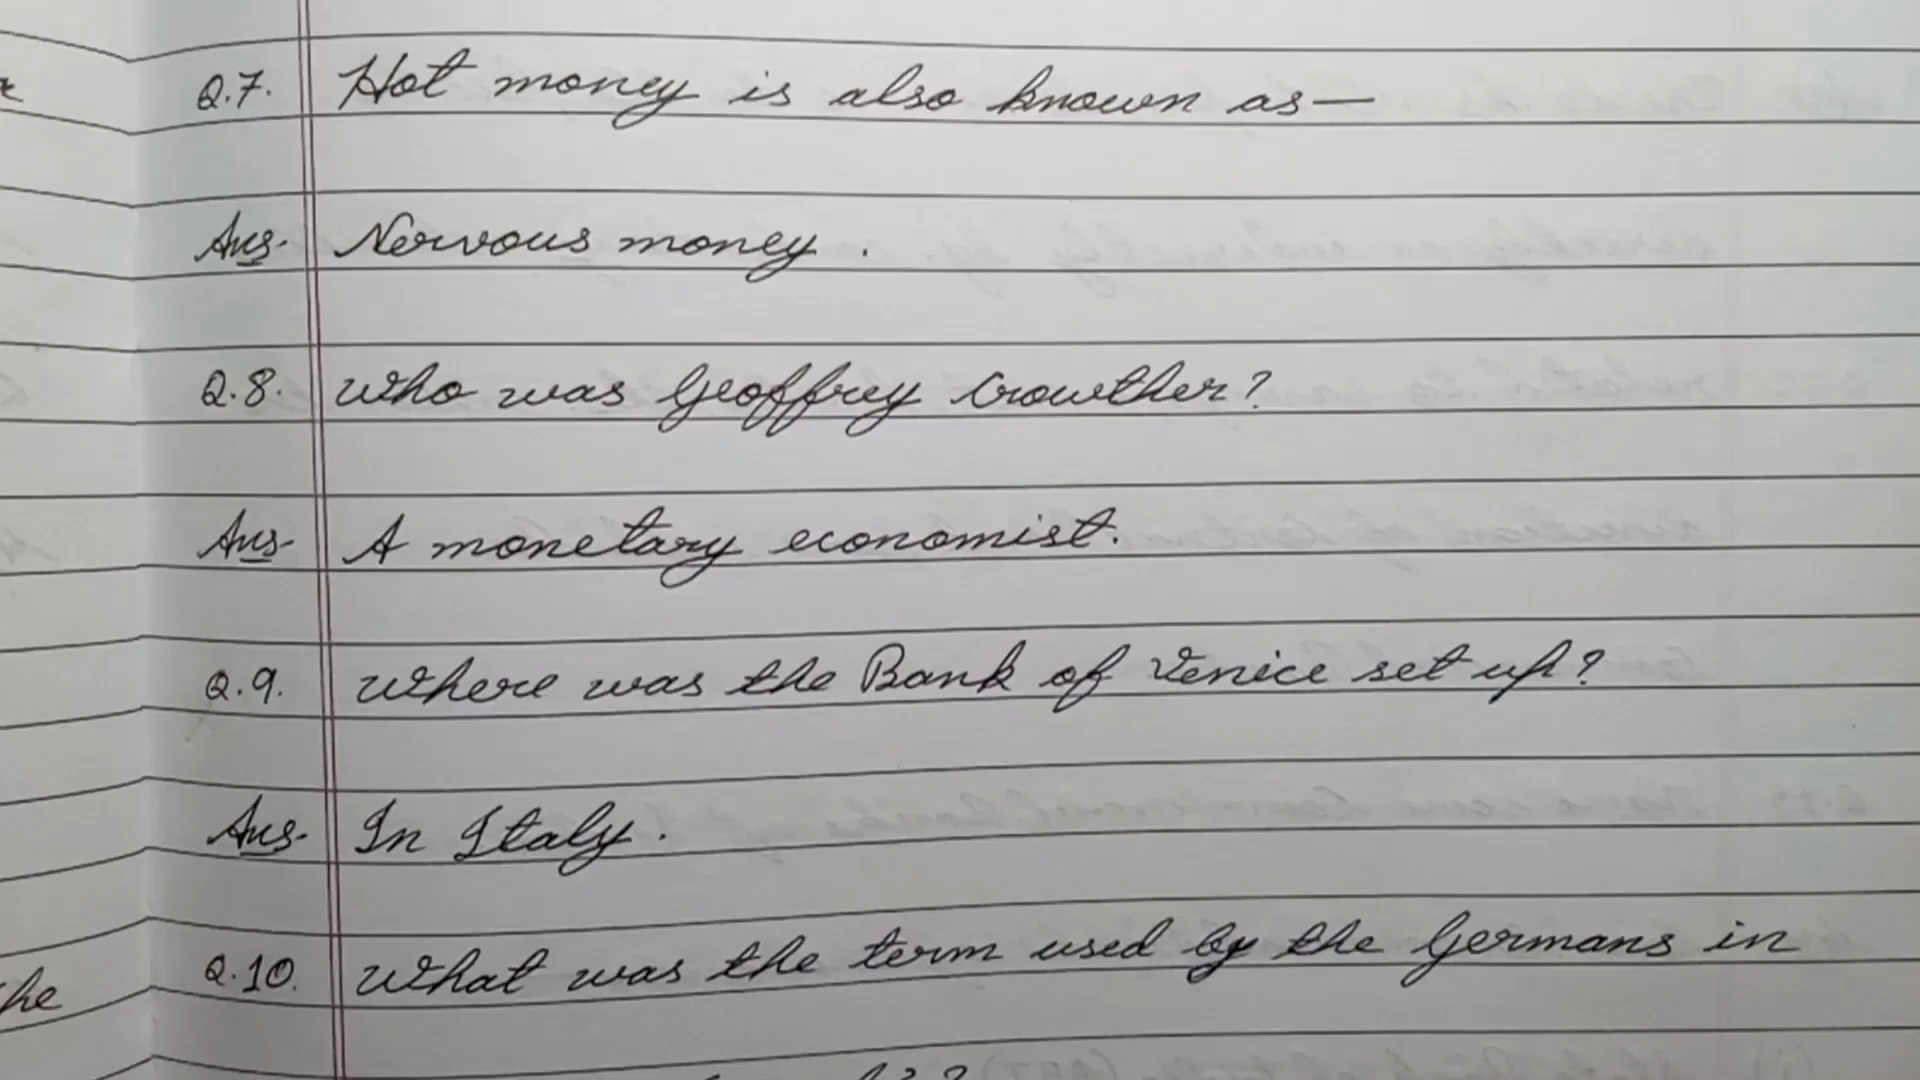 Q.7. Hot money is also known as —
Ans. Nervous money.
Q.8. Who was Geoffrey Crowther?
Ans. A monetary economist.
Q.9. Where was the Bank of Venice set up?
Ans. In Italy.
Q.10. What was the term used by the Germans in
he